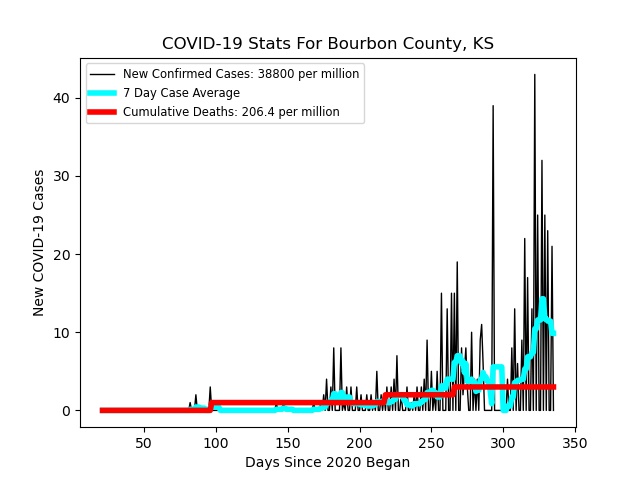 COVID-19 Stats For Bourbon County, KS
New Confirmed Cases: 38800 per million
7 Day Case Average
Cumulative Deaths: 206.4 per million
New COVID-19 Cases
40
30
20
10
0
50
100
150
200
250
300
350
Days Since 2020 Began